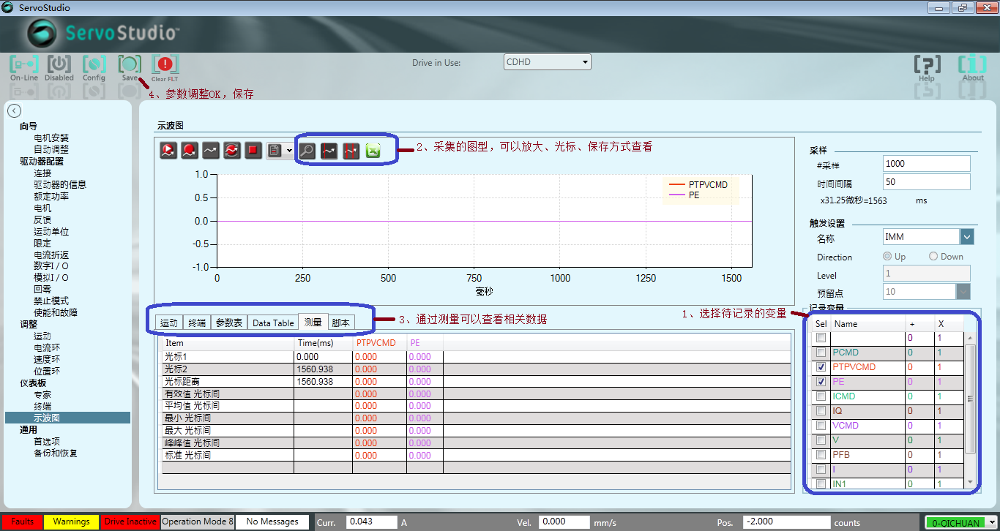 ServoStudio
ServoStudio™
On-Line Disabled Config Save Clear FLT
Drive in Use: CDHD
Help About
4、参数调整OK，保存
向导
电机安装
自动调整
驱动器配置
连接
驱动器的信息
额定功率
电机
反馈
运动单位
限定
电流折返
数字I / O
模拟I / O
回零
禁止模式
使能和故障
调整
运动
电流环
速度环
位置环
仪表板
专家
终端
示波图
通用
首选项
备份和恢复
示波图
2、采集的图型，可以放大、光标、保存方式查看
1.0
0.5
0.0
-0.5
-1.0
PTPVCMD
PE
0 250 500 750 1000 1250 1500
毫秒
采样
#采样 1000
时间间隔 50
x31.25微秒=1563 ms
触发设置
名称 IMM
Direction Up Down
Level 1
预留点 10
记录变量
1、选择待记录的变量
Sel Name + X
0 1
PCMD 0 1
PTPVCMD 0 1
PE 0 1
ICMD 0 1
IQ 0 1
VCMD 0 1
V 0 1
PFB 0 1
I 0 1
IN1 0 1
运动 终端 参数表 Data Table 测量 脚本
3、通过测量可以查看相关数据
Item Time(ms) PTPVCMD PE
光标1 0.000 0.000 0.000
光标2 1560.938 0.000 0.000
光标距离 1560.938 0.000 0.000
有效值 光标间 0.000 0.000
平均值 光标间 0.000 0.000
最小 光标间 0.000 0.000
最大 光标间 0.000 0.000
峰峰值 光标间 0.000 0.000
标准 光标间 0.000 0.000
Faults Warnings Drive Inactive Operation Mode 8 No Messages Curr. 0.043 A Vel. 0.000 mm/s Pos. -2.000 counts 0-QICHUAN